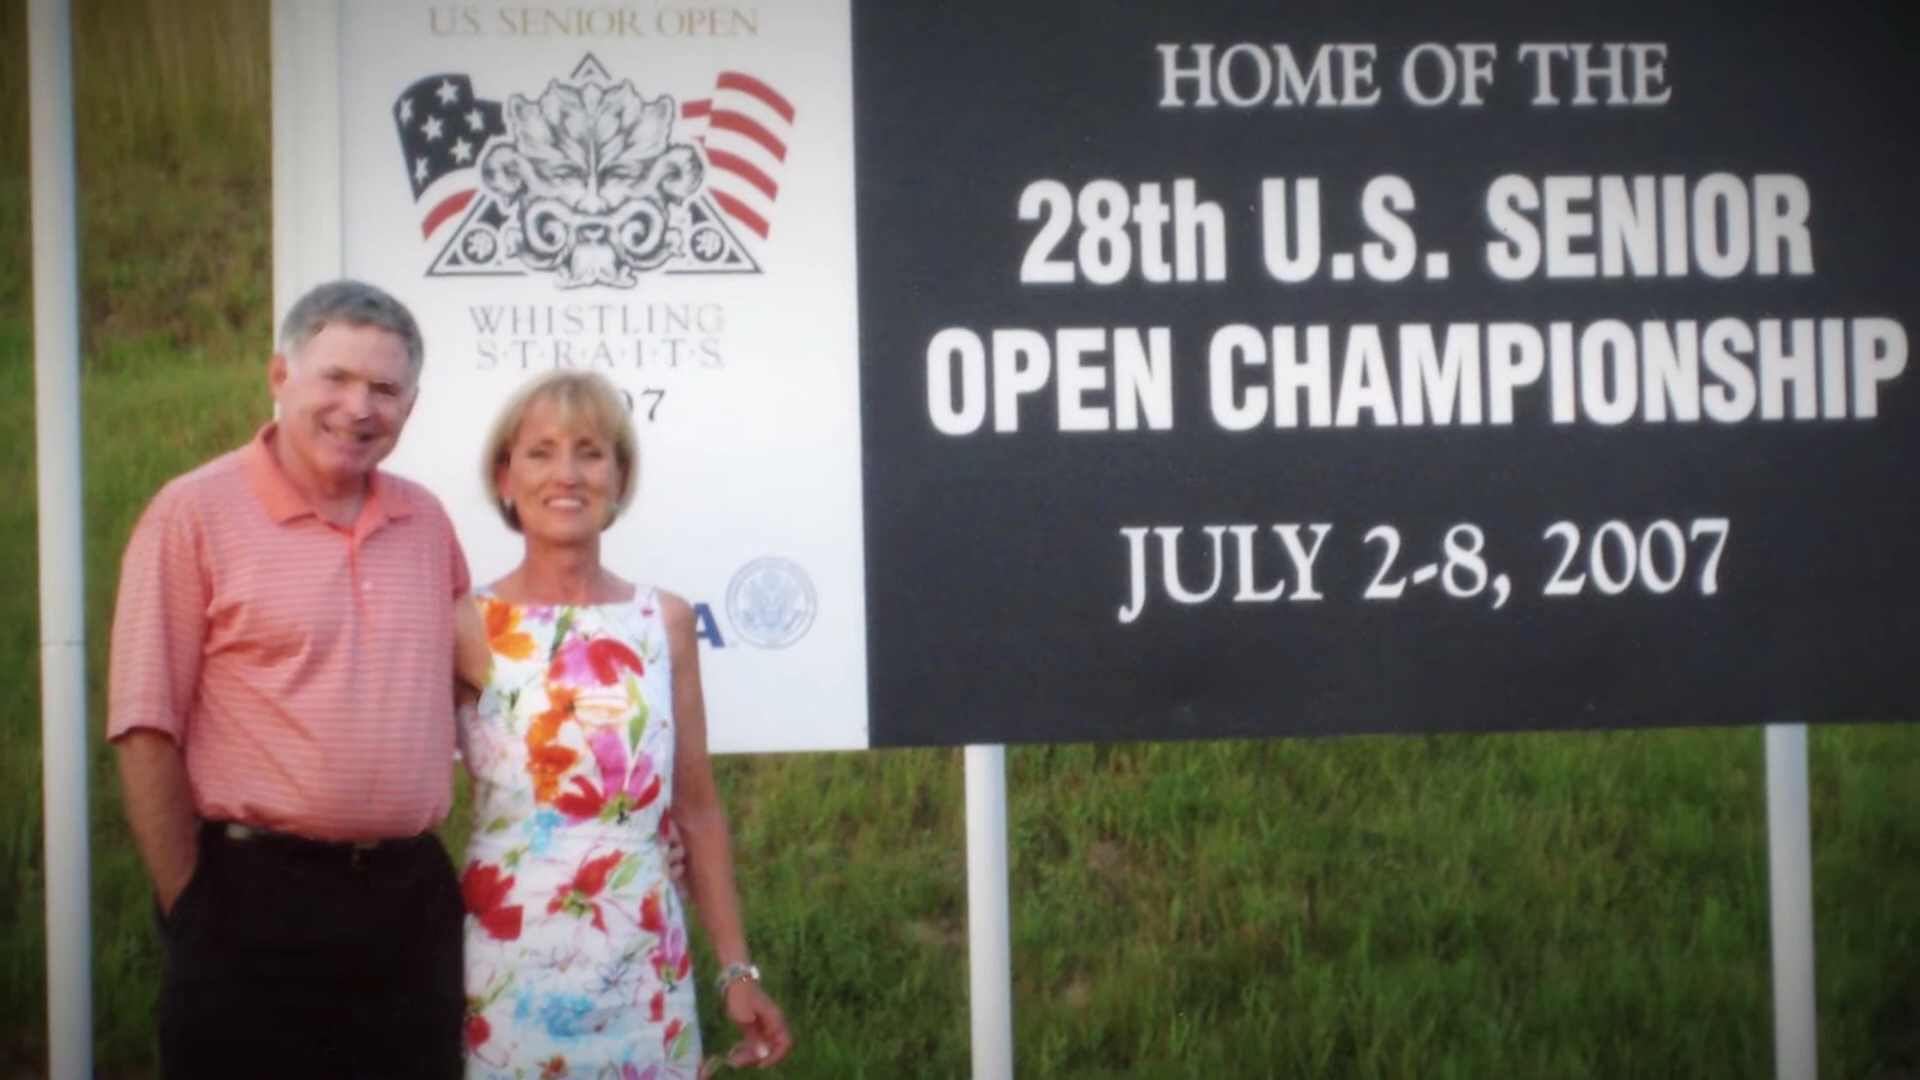 U.S. SENIOR OPEN
WHISTLING
S·T·R·A·I·T·S
HOME OF THE
28th U.S. SENIOR
OPEN CHAMPIONSHIP
JULY 2-8, 2007